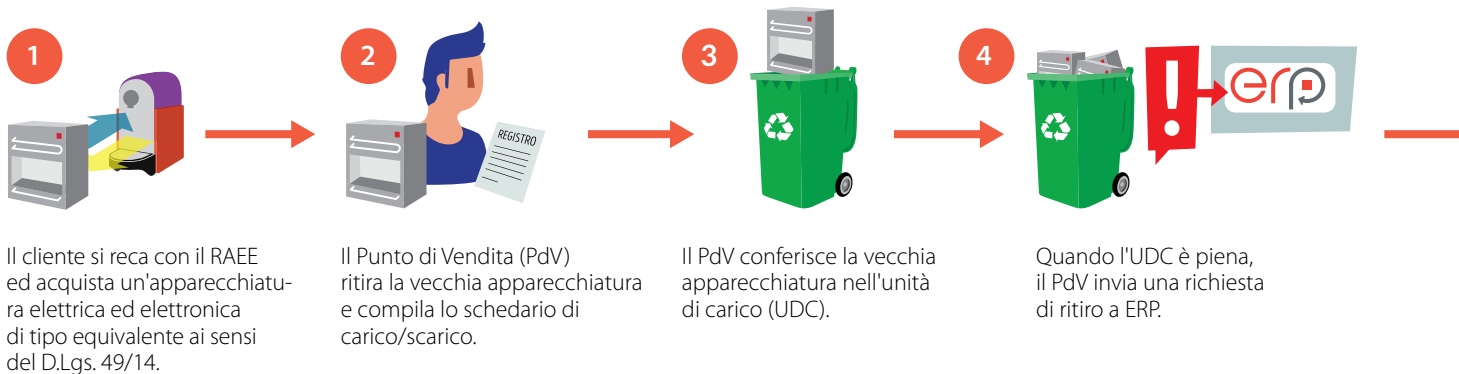 1
2
3
4
REGISTRO
erp
Il cliente si reca con il RAEE
ed acquista un'apparecchiatu-
ra elettrica ed elettronica
di tipo equivalente ai sensi
del D.Lgs. 49/14.
Il Punto di Vendita (PdV)
ritira la vecchia apparecchiatura
e compila lo schedario di
carico/scarico.
Il PdV conferisce la vecchia
apparecchiatura nell'unità
di carico (UDC).
Quando l'UDC è piena,
il PdV invia una richiesta
di ritiro a ERP.